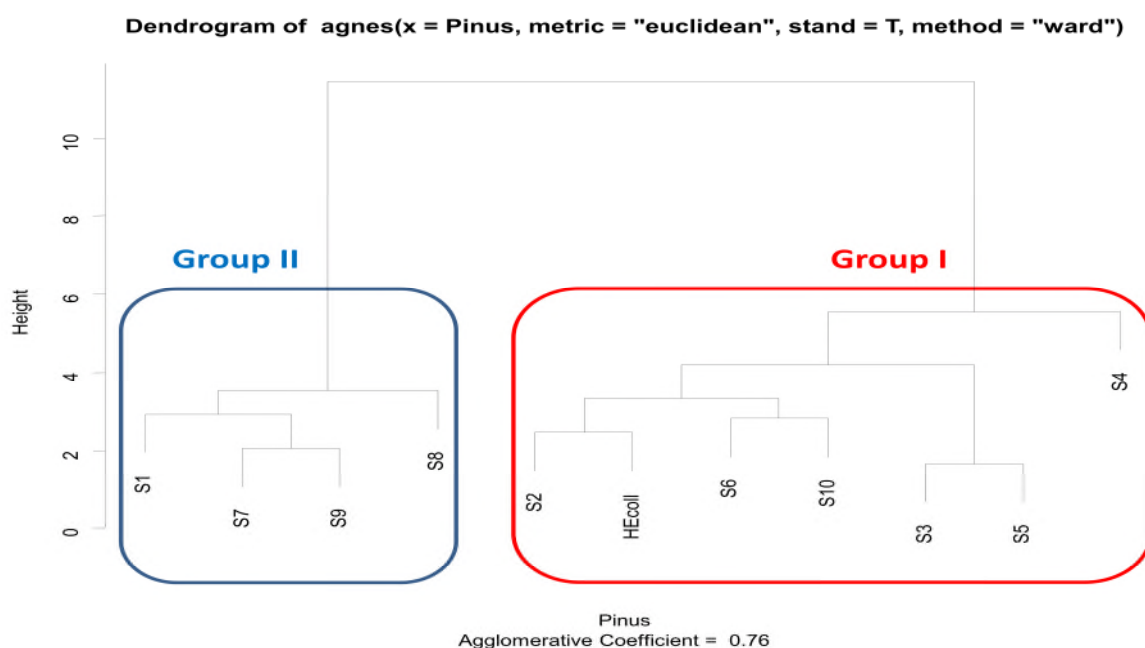 Dendrogram of agnes(x = Pinus, metric = "euclidean", stand = T, method = "ward")
Height
10
8
6
4
2
0
Group II
Group I
S1
S7
S9
S8
S2
HEcoll
S6
S10
S3
S5
S4
Pinus
Agglomerative Coefficient = 0.76